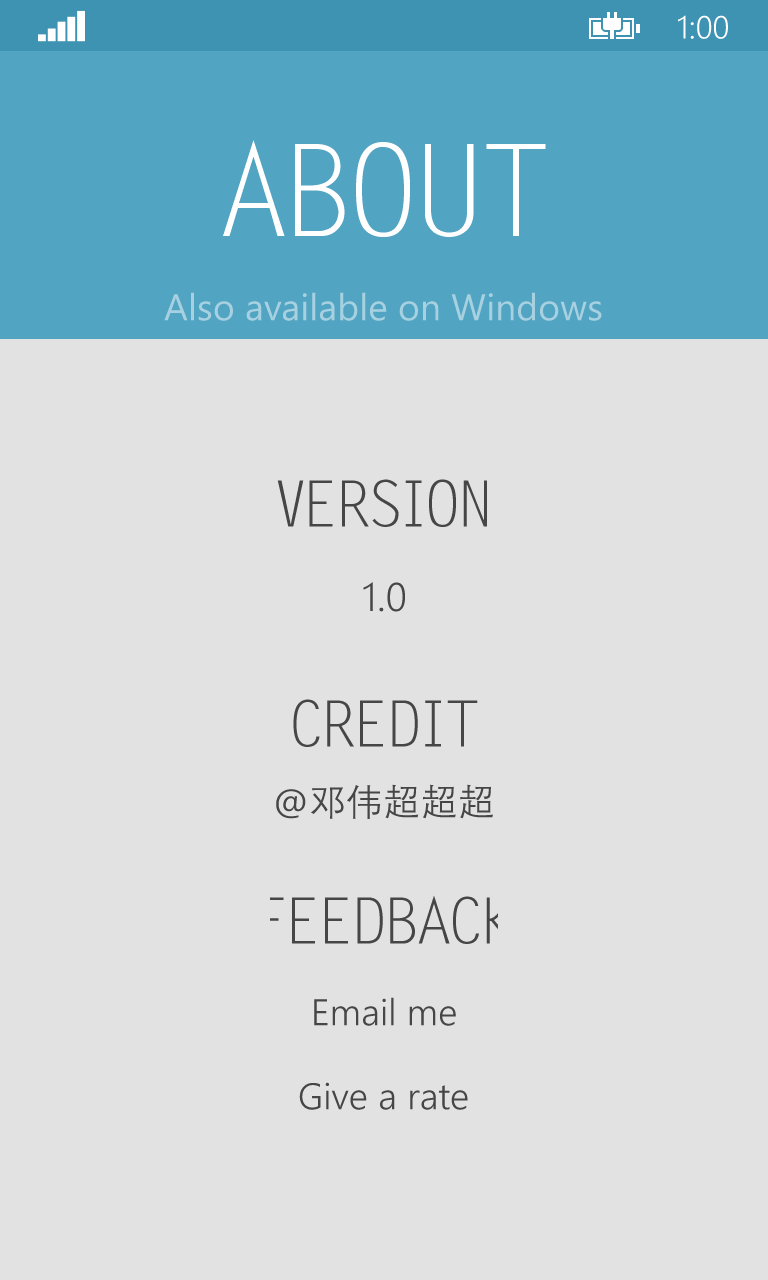 1:00
ABOUT
Also available on Windows
VERSION
1.0
CREDIT
@邓伟超超超
FEEDBACK
Email me
Give a rate